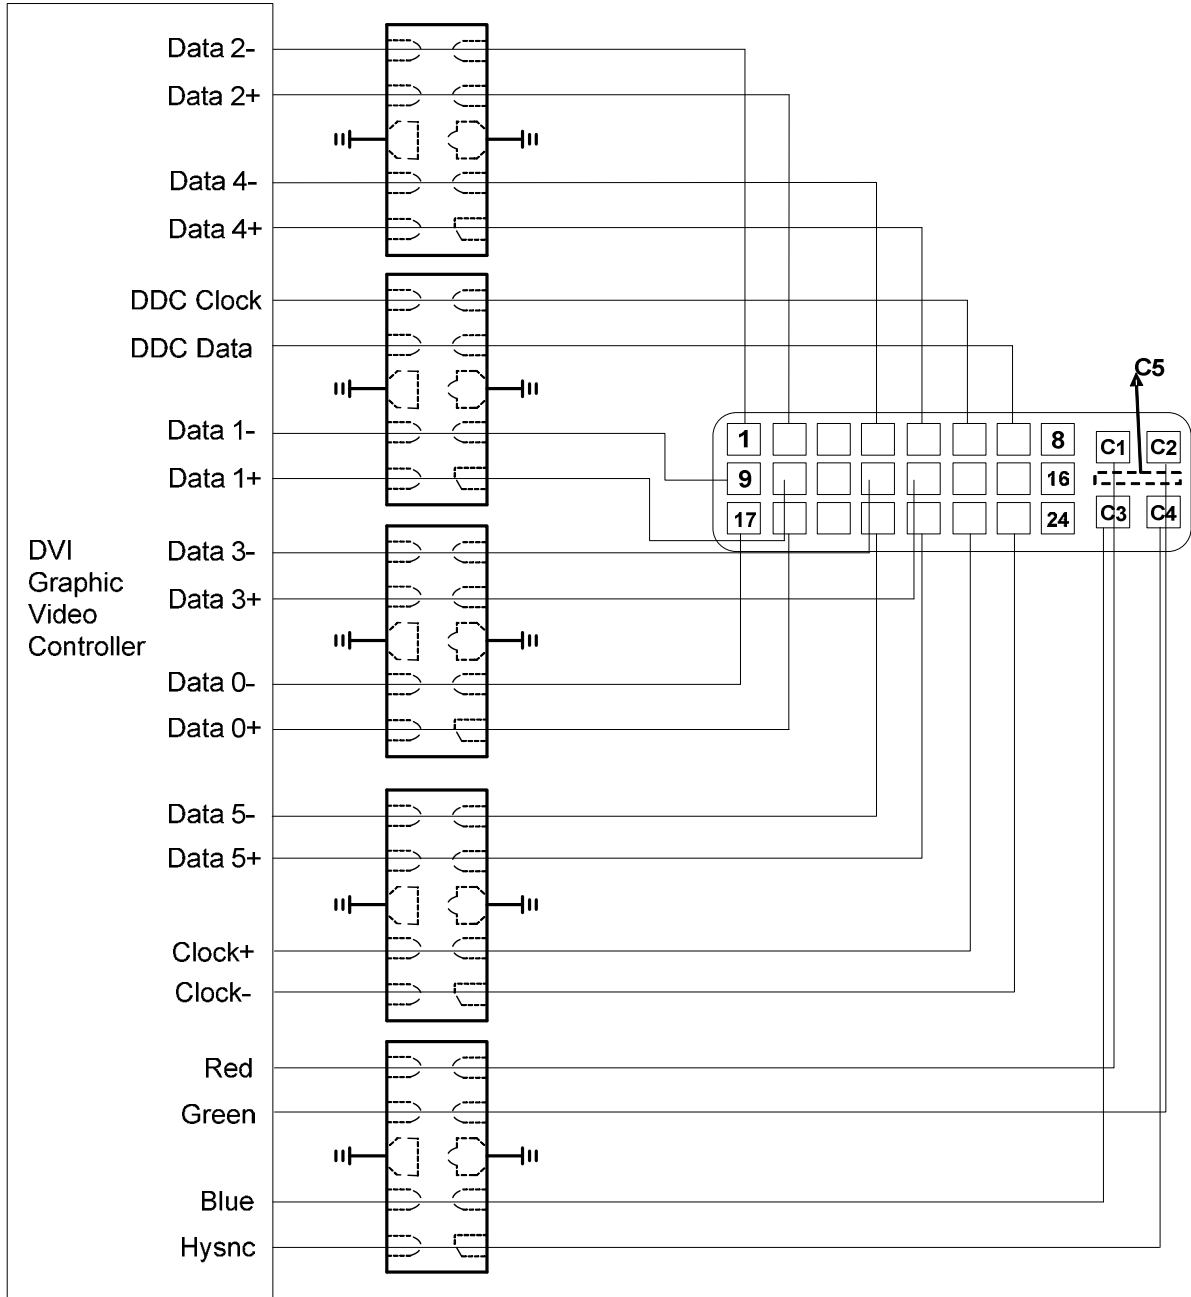 Data 2-
Data 2+
Data 4-
Data 4+
DDC Clock
DDC Data
Data 1-
Data 1+
DVI
Graphic
Video
Controller
Data 3-
Data 3+
Data 0-
Data 0+
Data 5-
Data 5+
Clock+
Clock-
Red
Green
Blue
Hysnc
C5
1
8
C1
C2
9
16
17
24
C3
C4